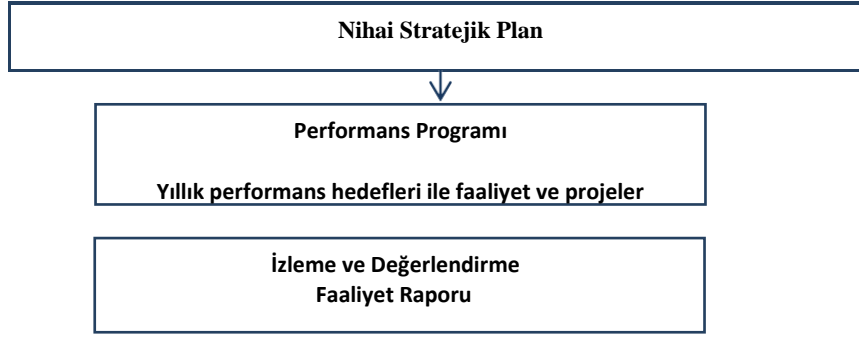 Nihai Stratejik Plan
Performans Programı
Yıllık performans hedefleri ile faaliyet ve projeler
İzleme ve Değerlendirme
Faaliyet Raporu